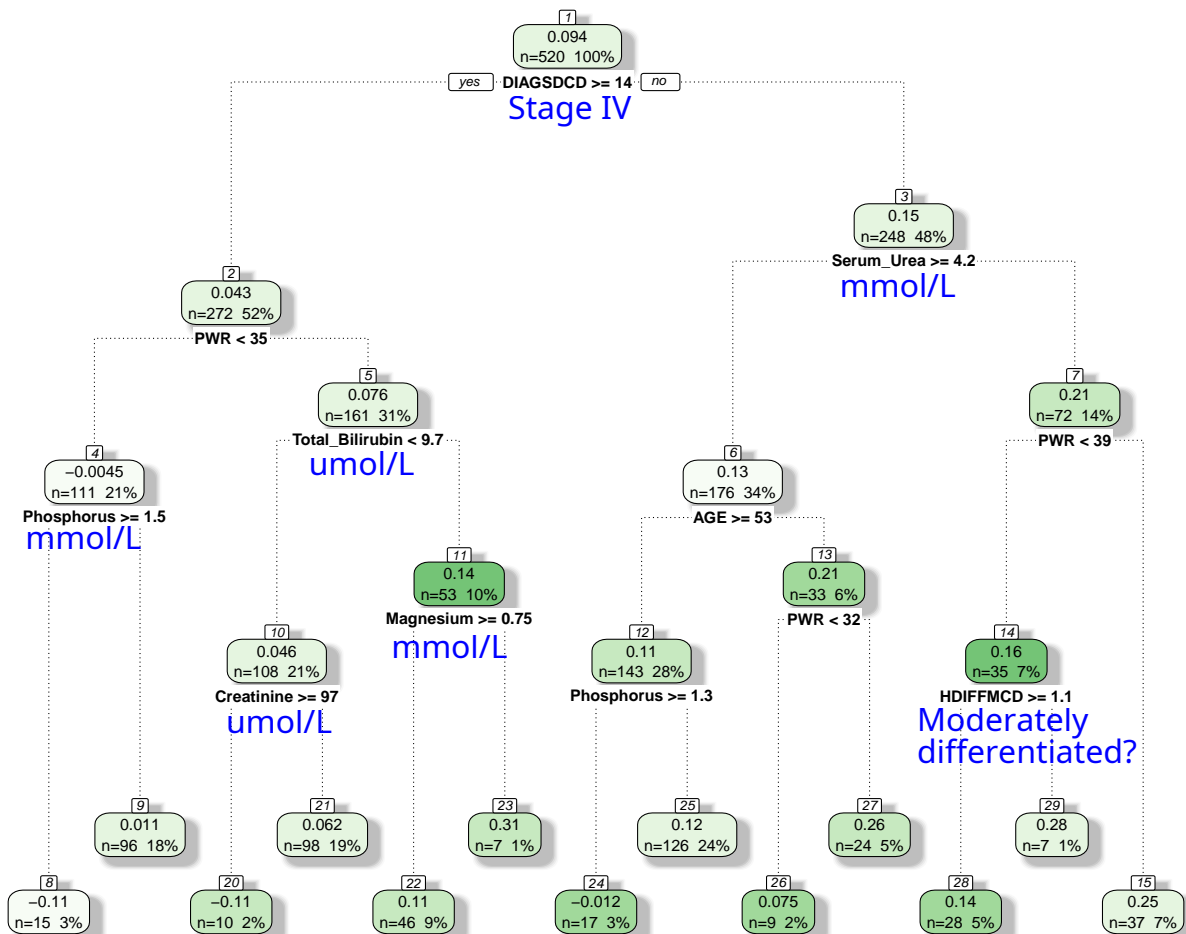 1
0.094
n=520 100%
yes DIAGSDCD >= 14 no
Stage IV
3
0.15
n=248 48%
Serum_Urea >= 4.2
mmol/L
2
0.043
n=272 52%
PWR < 35
5
0.076
n=161 31%
Total_Bilirubin < 9.7
umol/L
7
0.21
n=72 14%
PWR < 39
4
−0.0045
n=111 21%
Phosphorus >= 1.5
mmol/L
6
0.13
n=176 34%
AGE >= 53
11
0.14
n=53 10%
Magnesium >= 0.75
mmol/L
13
0.21
n=33 6%
PWR < 32
10
0.046
n=108 21%
Creatinine >= 97
umol/L
12
0.11
n=143 28%
Phosphorus >= 1.3
14
0.16
n=35 7%
HDIFFMCD >= 1.1
Moderately
differentiated?
9
0.011
n=96 18%
21
0.062
n=98 19%
23
0.31
n=7 1%
25
0.12
n=126 24%
27
0.26
n=24 5%
29
0.28
n=7 1%
8
−0.11
n=15 3%
20
−0.11
n=10 2%
22
0.11
n=46 9%
24
−0.012
n=17 3%
26
0.075
n=9 2%
28
0.14
n=28 5%
15
0.25
n=37 7%